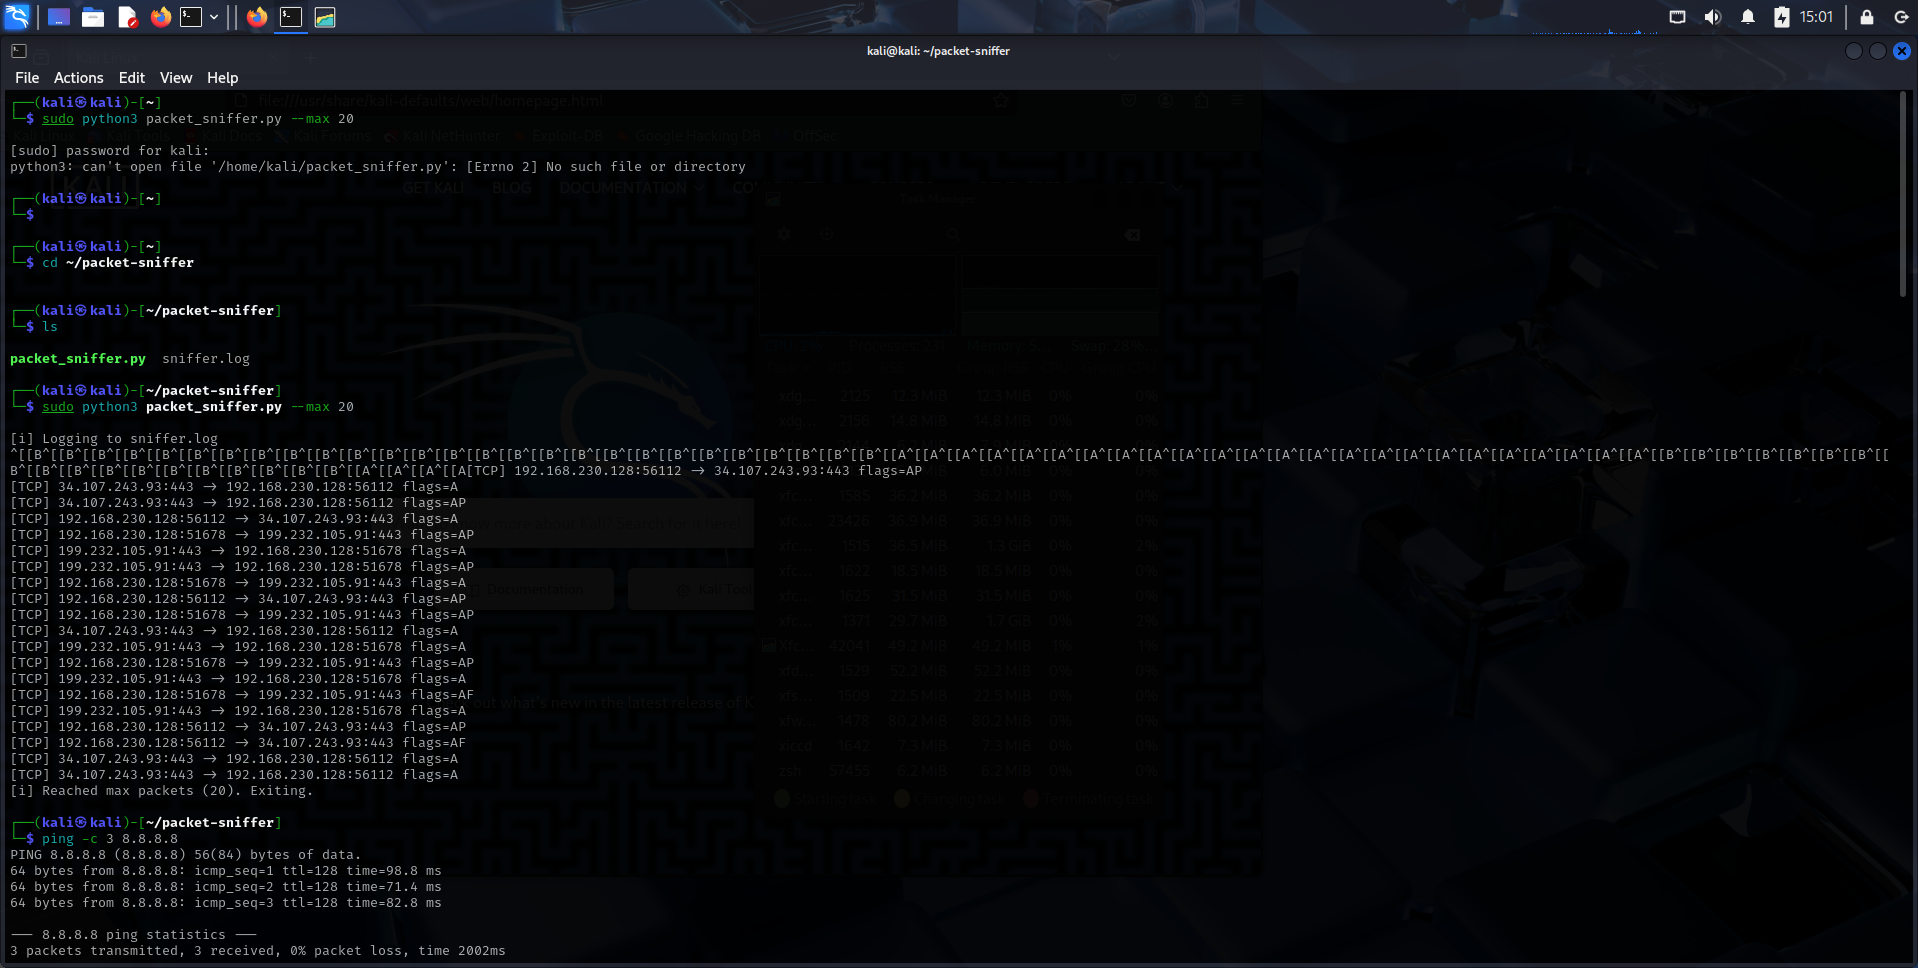 15:01
kali@kali: ~/packet-sniffer
File Actions Edit View Help
┌──(kali㉿kali)-[~]
└─$ sudo python3 packet_sniffer.py --max 20
[sudo] password for kali:
python3: can't open file '/home/kali/packet_sniffer.py': [Errno 2] No such file or directory
┌──(kali㉿kali)-[~]
└─$
┌──(kali㉿kali)-[~]
└─$ cd ~/packet-sniffer
┌──(kali㉿kali)-[~/packet-sniffer]
└─$ ls
packet_sniffer.py  sniffer.log
┌──(kali㉿kali)-[~/packet-sniffer]
└─$ sudo python3 packet_sniffer.py --max 20
[i] Logging to sniffer.log
[TCP] 192.168.230.128:56112 → 34.107.243.93:443 flags=AP
[TCP] 34.107.243.93:443 → 192.168.230.128:56112 flags=A
[TCP] 34.107.243.93:443 → 192.168.230.128:56112 flags=AP
[TCP] 192.168.230.128:56112 → 34.107.243.93:443 flags=A
[TCP] 192.168.230.128:51678 → 199.232.105.91:443 flags=AP
[TCP] 199.232.105.91:443 → 192.168.230.128:51678 flags=A
[TCP] 199.232.105.91:443 → 192.168.230.128:51678 flags=AP
[TCP] 192.168.230.128:51678 → 199.232.105.91:443 flags=A
[TCP] 192.168.230.128:56112 → 34.107.243.93:443 flags=AP
[TCP] 192.168.230.128:51678 → 199.232.105.91:443 flags=AP
[TCP] 34.107.243.93:443 → 192.168.230.128:56112 flags=A
[TCP] 199.232.105.91:443 → 192.168.230.128:51678 flags=A
[TCP] 192.168.230.128:51678 → 199.232.105.91:443 flags=AP
[TCP] 199.232.105.91:443 → 192.168.230.128:51678 flags=A
[TCP] 192.168.230.128:51678 → 199.232.105.91:443 flags=AF
[TCP] 199.232.105.91:443 → 192.168.230.128:51678 flags=A
[TCP] 192.168.230.128:56112 → 34.107.243.93:443 flags=AP
[TCP] 192.168.230.128:56112 → 34.107.243.93:443 flags=AF
[TCP] 34.107.243.93:443 → 192.168.230.128:56112 flags=A
[TCP] 34.107.243.93:443 → 192.168.230.128:56112 flags=A
[i] Reached max packets (20). Exiting.
┌──(kali㉿kali)-[~/packet-sniffer]
└─$ ping -c 3 8.8.8.8
PING 8.8.8.8 (8.8.8.8) 56(84) bytes of data.
64 bytes from 8.8.8.8: icmp_seq=1 ttl=128 time=98.8 ms
64 bytes from 8.8.8.8: icmp_seq=2 ttl=128 time=71.4 ms
64 bytes from 8.8.8.8: icmp_seq=3 ttl=128 time=82.8 ms
─── 8.8.8.8 ping statistics ───
3 packets transmitted, 3 received, 0% packet loss, time 2002ms